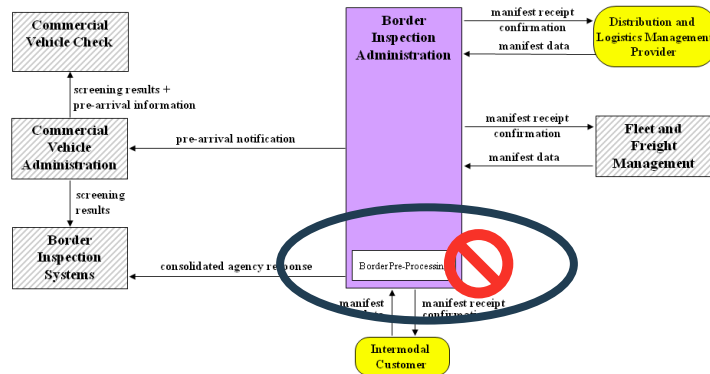 Commercial
Vehicle Check
Border
Inspection
Administration
manifest receipt
confirmation
manifest data
Distribution and
Logistics Management
Provider
screening results +
pre-arrival information
Commercial
Vehicle
Administration
pre-arrival notification
manifest receipt
confirmation
manifest data
Fleet and
Freight
Management
screening
results
Border
Inspection
Systems
consolidated agency response
Border Pre-Processing
manifest
manifest receipt
Intermodal
Customer